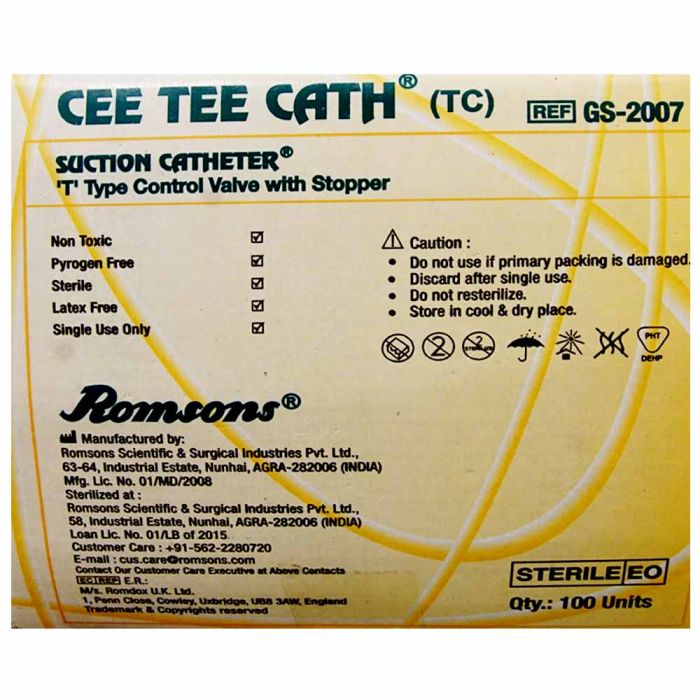 CEE TEE CATH® (TC)
REF GS-2007
SUCTION CATHETER®
'T' Type Control Valve with Stopper
Non Toxic ☑
Pyrogen Free ☑
Sterile ☑
Latex Free ☑
Single Use Only ☑
Caution :
• Do not use if primary packing is damaged.
• Discard after single use.
• Do not resterilize.
• Store in cool & dry place.
2
2
STERILIZE
PHT
DEHP
Romsons®
Manufactured by:
Romsons Scientific & Surgical Industries Pvt. Ltd.,
63-64, Industrial Estate, Nunhai, AGRA-282006 (INDIA)
Mfg. Lic. No. 01/MD/2008
Sterilized at :
Romsons Scientific & Surgical Industries Pvt. Ltd.,
58, Industrial Estate, Nunhai, AGRA-282006 (INDIA)
Loan Lic. No. 01/LB of 2015
Customer Care : +91-562-2280720
E-mail : cus.care@romsons.com
Contact Our Customer Care Executive at Above Contacts
EC REP E.R.:
M/s. Romdox U.K. Ltd.
1, Penn Close, Cowley, Uxbridge, UB8 3AW, England
Trademark & Copyrights reserved
STERILE EO
Qty.: 100 Units